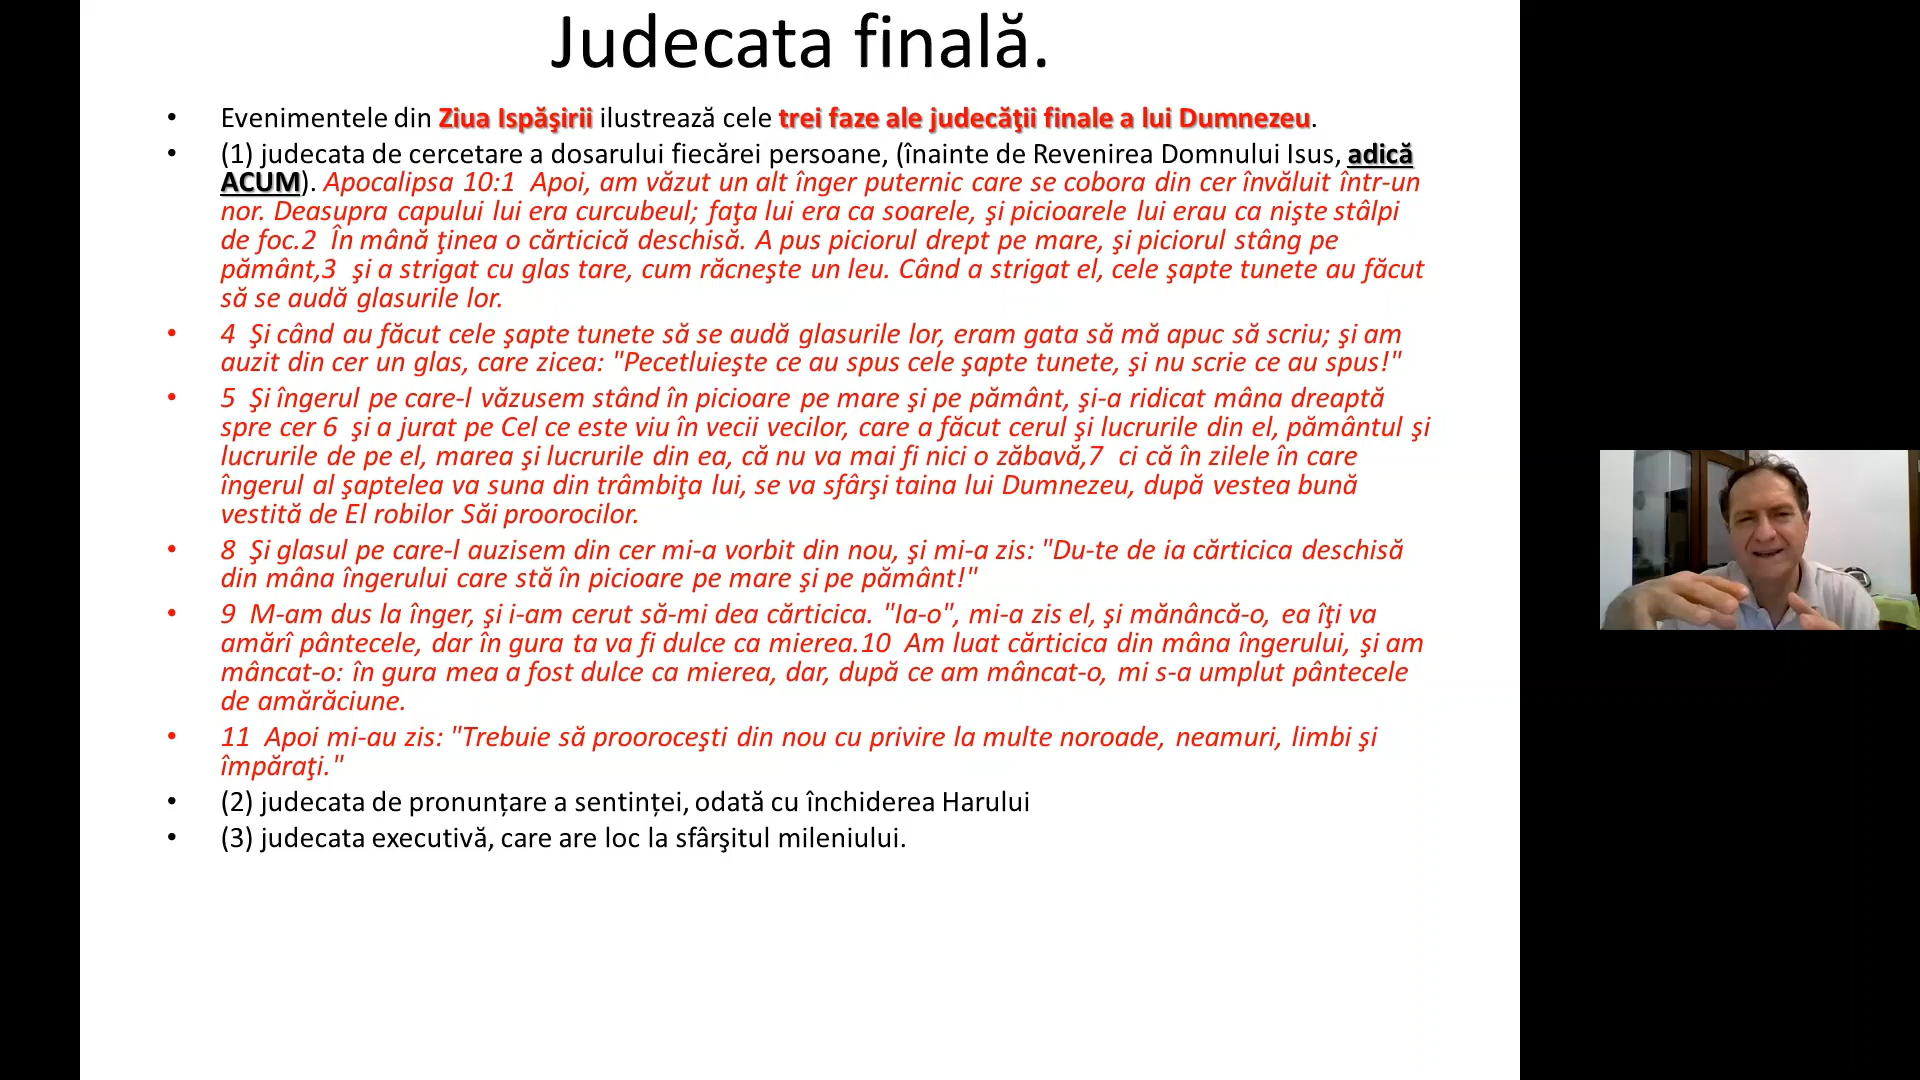 Judecata finală.
• Evenimentele din Ziua Ispăşirii ilustrează cele trei faze ale judecăţii finale a lui Dumnezeu.
• (1) judecata de cercetare a dosarului fiecărei persoane, (înainte de Revenirea Domnului Isus, adică
ACUM). Apocalipsa 10:1  Apoi, am văzut un alt înger puternic care se cobora din cer învăluit într-un
nor. Deasupra capului lui era curcubeul; faţa lui era ca soarele, şi picioarele lui erau ca nişte stâlpi
de foc.2  În mână ţinea o cărticică deschisă. A pus piciorul drept pe mare, şi piciorul stâng pe
pământ,3  şi a strigat cu glas tare, cum răcneşte un leu. Când a strigat el, cele şapte tunete au făcut
să se audă glasurile lor.
• 4  Şi când au făcut cele şapte tunete să se audă glasurile lor, eram gata să mă apuc să scriu; şi am
auzit din cer un glas, care zicea: "Pecetluieşte ce au spus cele şapte tunete, şi nu scrie ce au spus!"
• 5  Şi îngerul pe care-l văzusem stând în picioare pe mare şi pe pământ, şi-a ridicat mâna dreaptă
spre cer 6  şi a jurat pe Cel ce este viu în vecii vecilor, care a făcut cerul şi lucrurile din el, pământul şi
lucrurile de pe el, marea şi lucrurile din ea, că nu va mai fi nici o zăbavă,7  ci că în zilele în care
îngerul al şaptelea va suna din trâmbiţa lui, se va sfârşi taina lui Dumnezeu, după vestea bună
vestită de El robilor Săi proorocilor.
• 8  Şi glasul pe care-l auzisem din cer mi-a vorbit din nou, şi mi-a zis: "Du-te de ia cărticica deschisă
din mâna îngerului care stă în picioare pe mare şi pe pământ!"
• 9  M-am dus la înger, şi i-am cerut să-mi dea cărticica. "Ia-o", mi-a zis el, şi mănâncă-o, ea îţi va
amărî pântecele, dar în gura ta va fi dulce ca mierea.10  Am luat cărticica din mâna îngerului, şi am
mâncat-o: în gura mea a fost dulce ca mierea, dar, după ce am mâncat-o, mi s-a umplut pântecele
de amărăciune.
• 11  Apoi mi-au zis: "Trebuie să prooroceşti din nou cu privire la multe noroade, neamuri, limbi şi
împăraţi."
• (2) judecata de pronunțare a sentinței, odată cu închiderea Harului
• (3) judecata executivă, care are loc la sfârşitul mileniului.